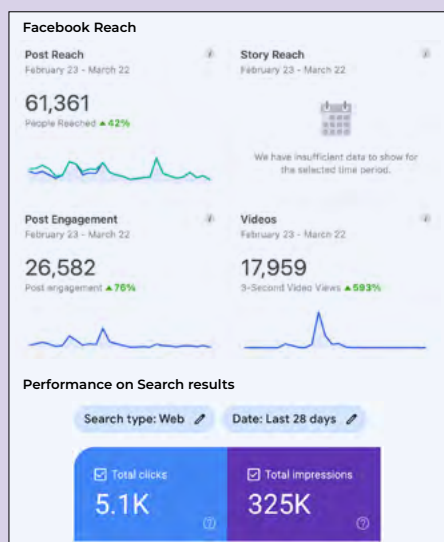 Facebook Reach
Post Reach
February 23 - March 22
61,361
People Reached ▲ 42%
Story Reach
February 23 - March 22
We have insufficient data to show for
the selected time period.
Post Engagement
February 23 - March 22
26,582
Post engagement ▲ 76%
Videos
February 23 - March 22
17,959
3-Second Video Views ▲ 593%
Performance on Search results
Search type: Web
Date: Last 28 days
Total clicks
5.1K
Total impressions
325K